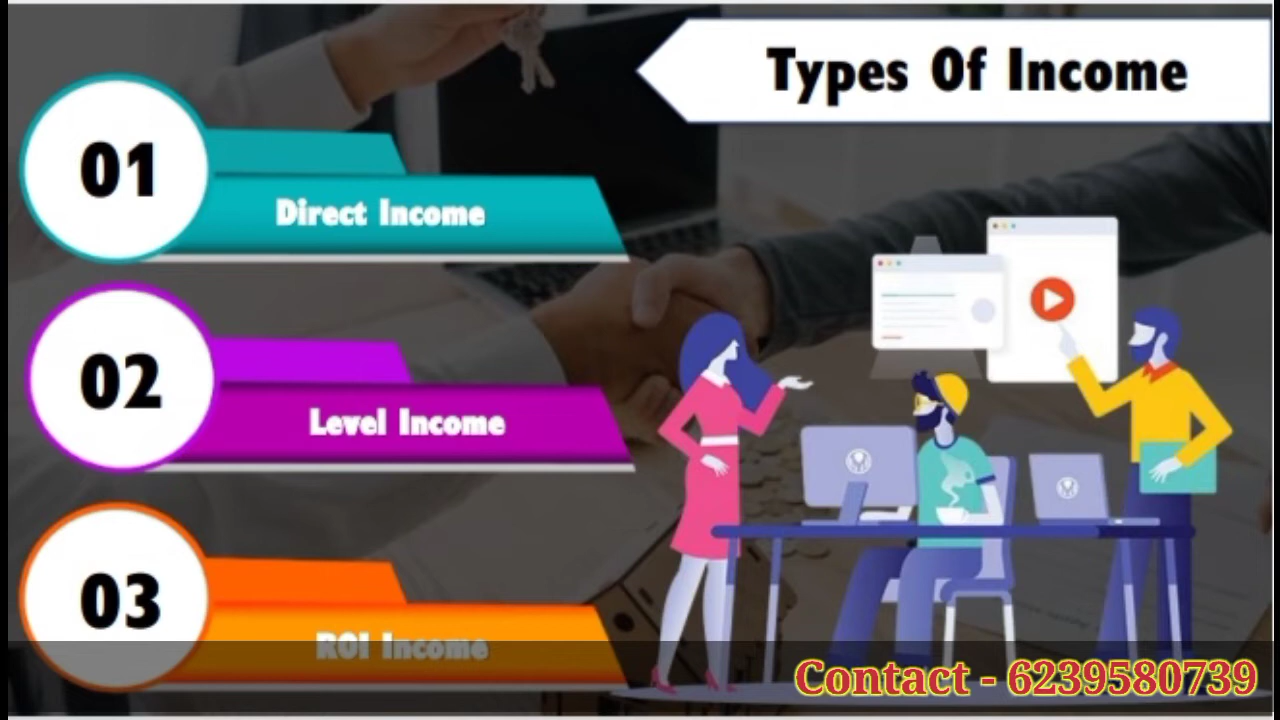 Types Of Income
01
Direct Income
02
Level Income
03
ROI Income
Contact - 6239580739